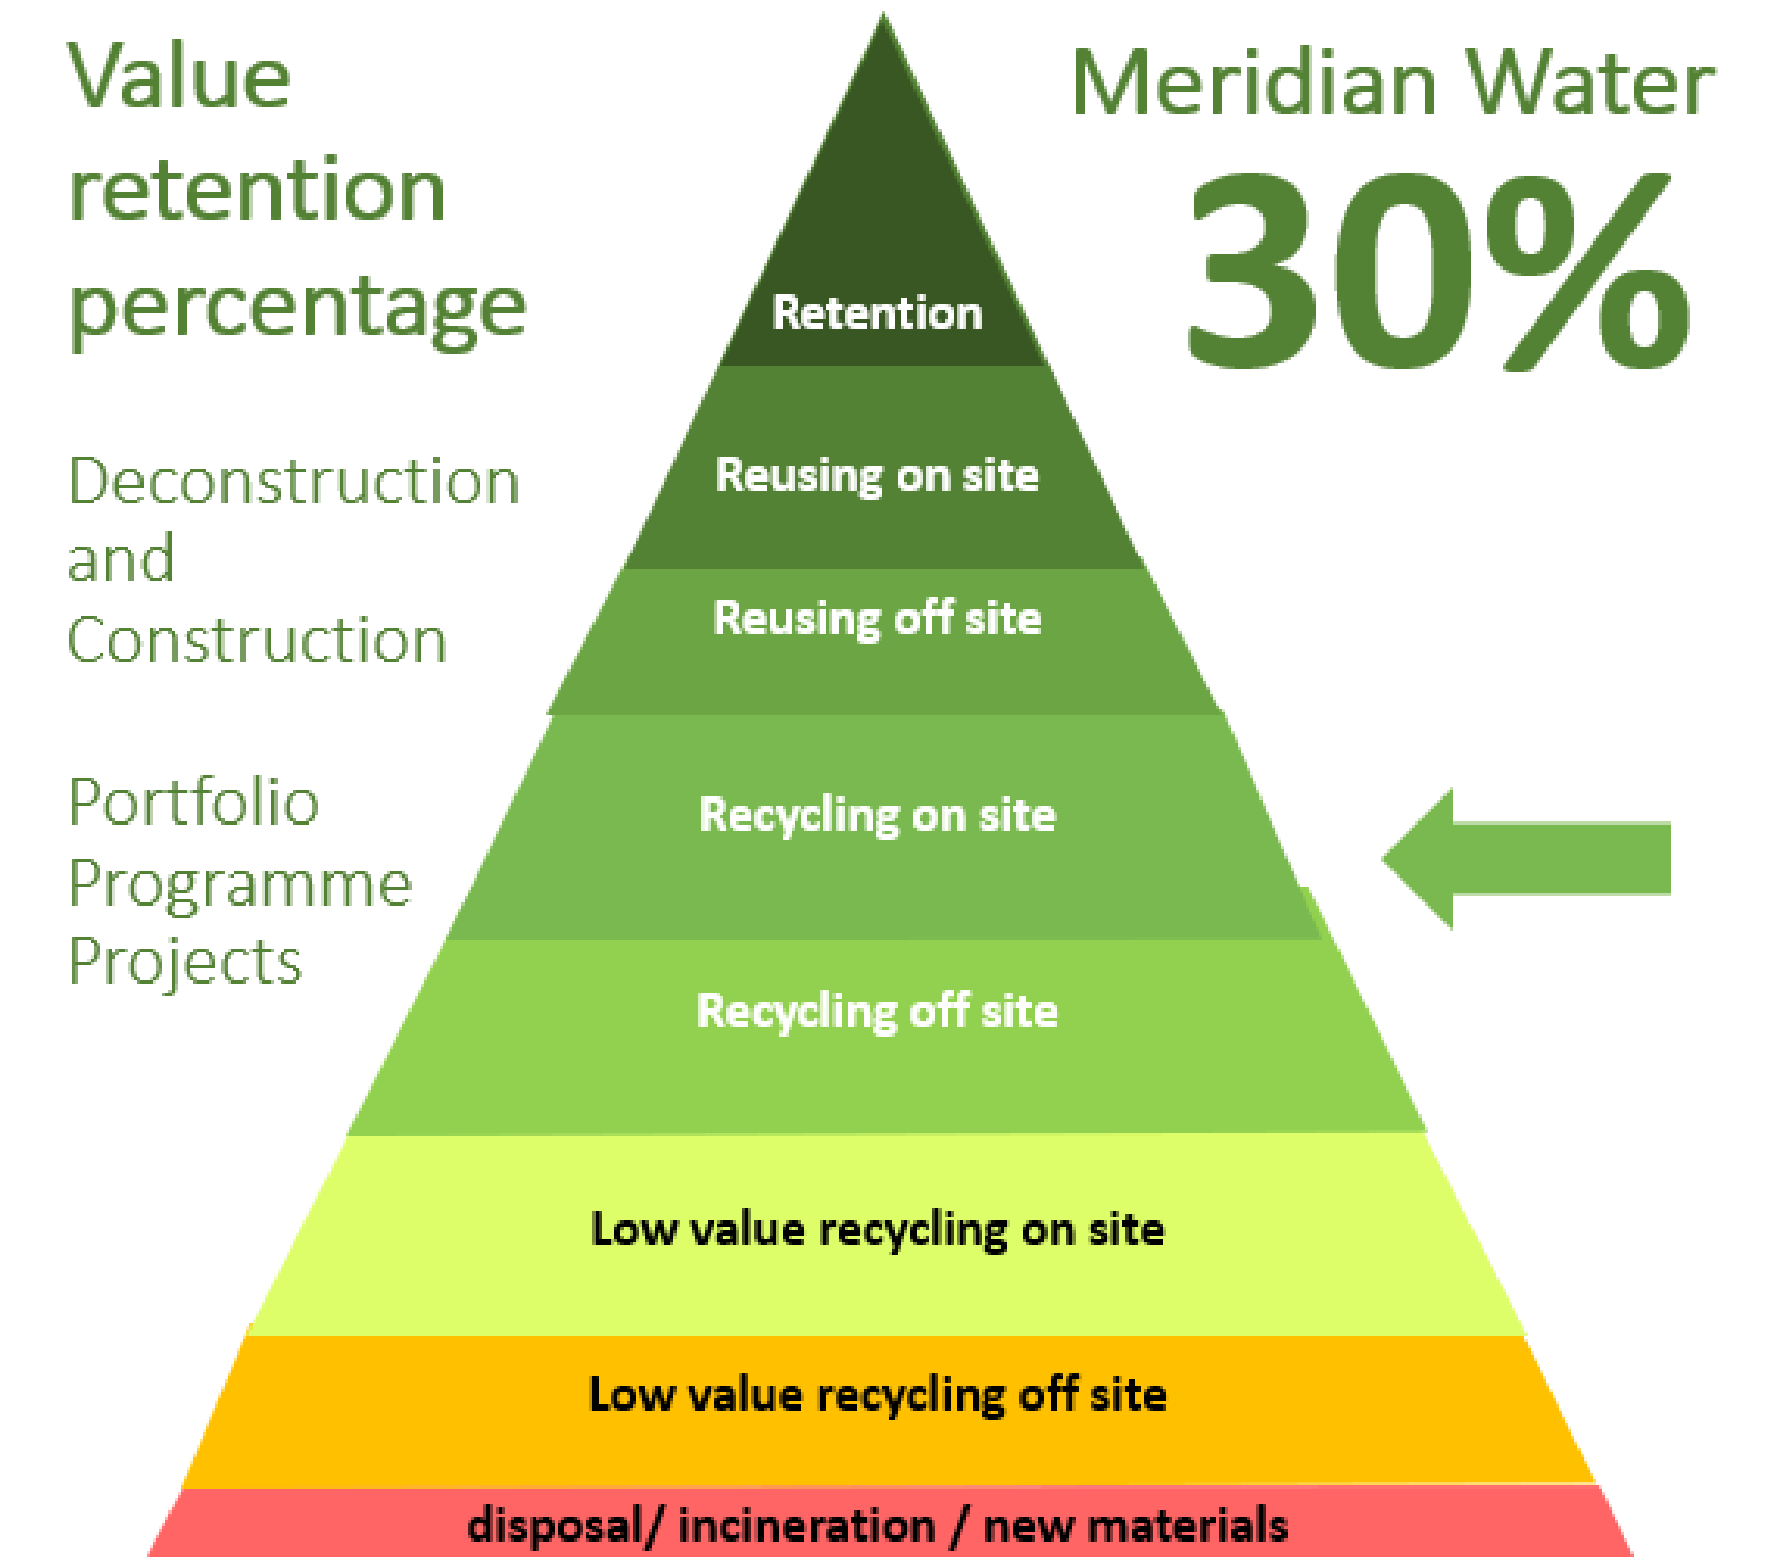 Value
retention
percentage
Meridian Water
30%
Deconstruction
and
Construction
Portfolio
Programme
Projects
Retention
Reusing on site
Reusing off site
Recycling on site
Recycling off site
Low value recycling on site
Low value recycling off site
disposal/ incineration / new materials